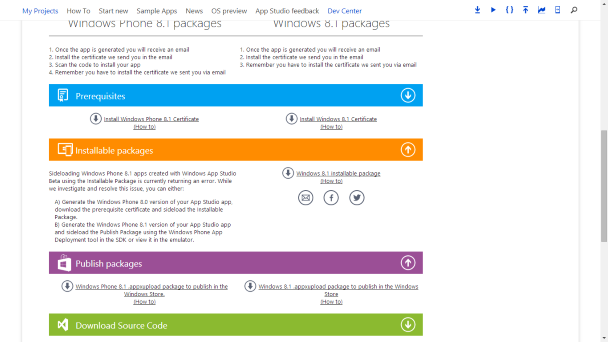 My Projects How To Start new Sample Apps News OS preview App Studio feedback Dev Center
Windows Phone 8.1 packages
Windows 8.1 packages
1. Once the app is generated you will receive an email
2. Install the certificate we send you in the email
3. Scan the code to install your app
4. Remember you have to install the certificate we sent you via email
1. Once the app is generated you will receive an email
2. Install the certificate we send you in the email
3. Remember you have to install the certificate we sent you via email
Prerequisites
Install Windows Phone 8.1 Certificate
(How to)
Install Windows 8.1 Certificate
(How to)
Installable packages
Sideloading Windows Phone 8.1 apps created with Windows App Studio
Beta using the Installable Package is currently returning an error. While
we investigate and resolve this issue, you can either:
A) Generate the Windows Phone 8.0 version of your App Studio app,
download the prerequisite certificate and sideload the Installable
Package.
B) Generate the Windows Phone 8.1 version of your App Studio app
and sideload the Publish Package using the Windows Phone App
Deployment tool in the SDK or view it in the emulator.
Windows 8.1 installable package
(How to)
Publish packages
Windows Phone 8.1 .appxupload package to publish in the
Windows Store.
(How to)
Windows 8.1 .appxupload package to publish in the Windows
Store
(How to)
Download Source Code